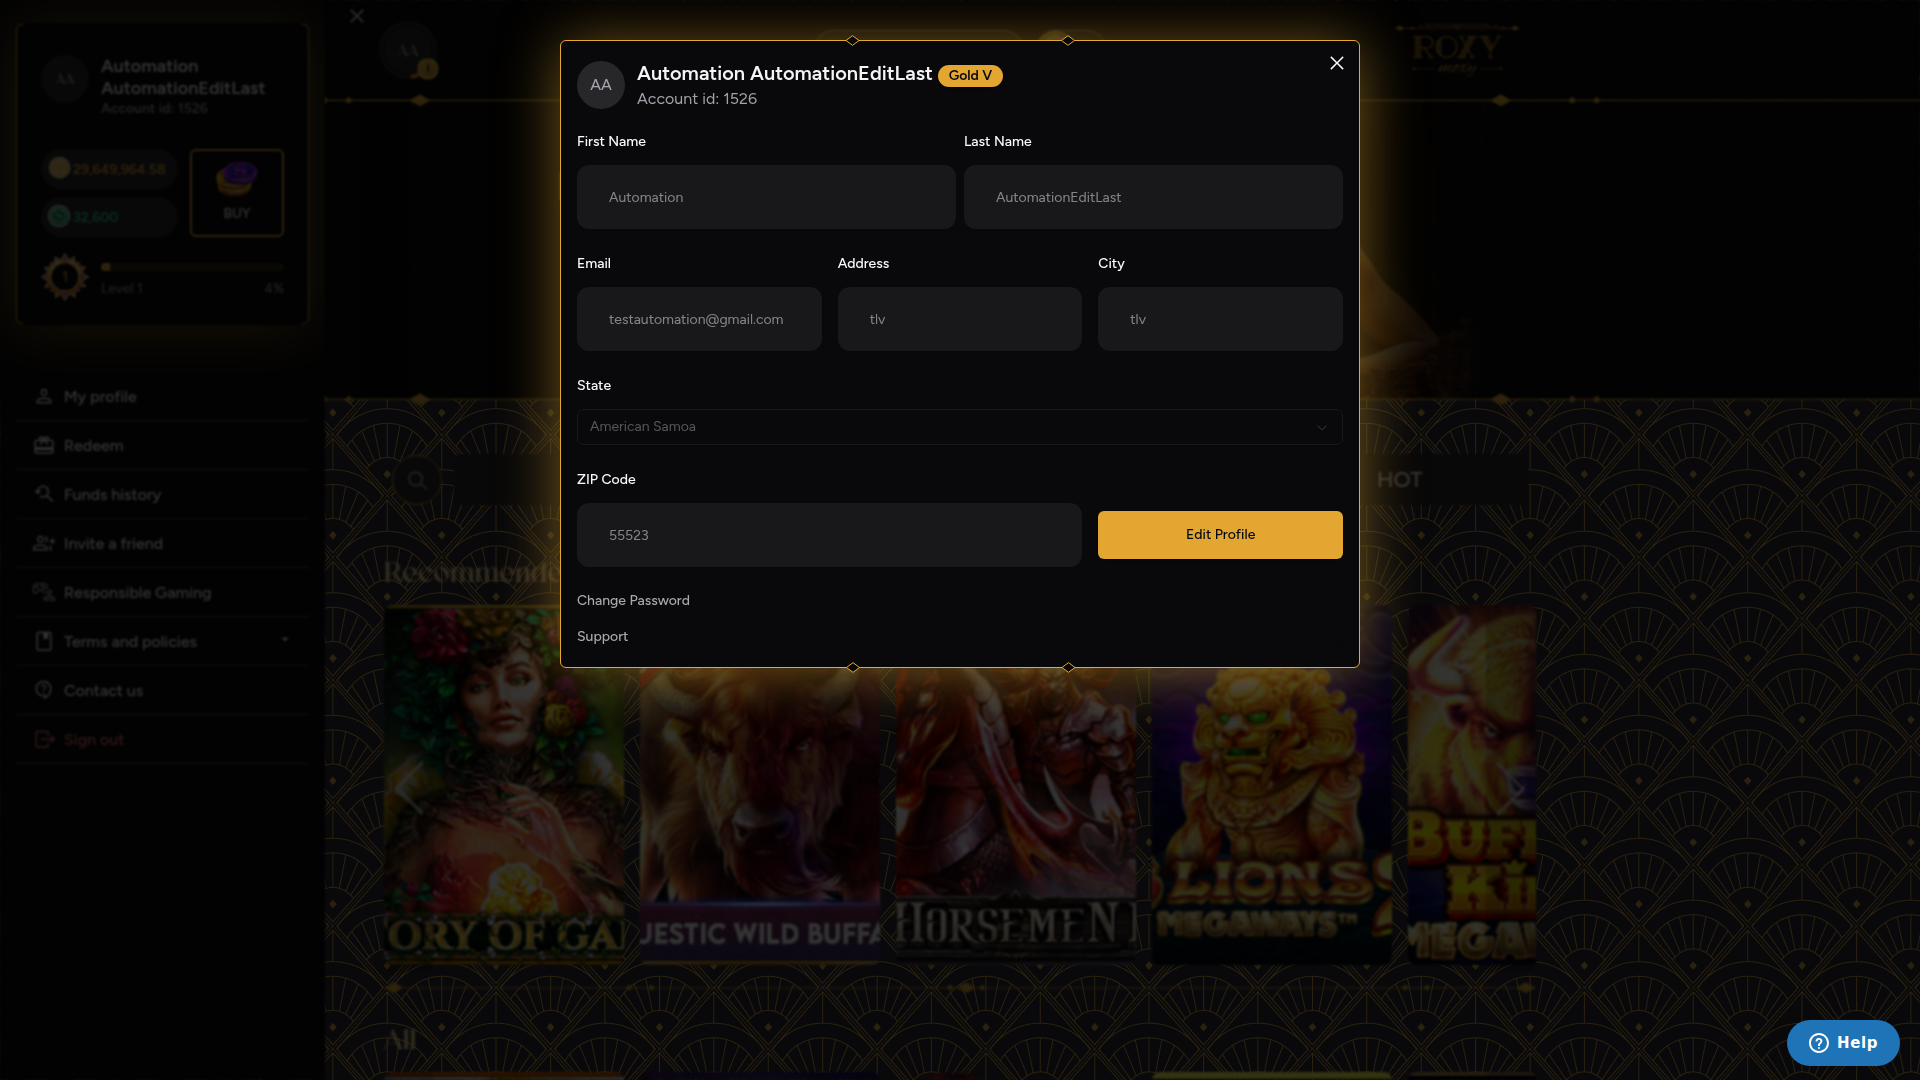 Automation AutomationEditLast Gold V
AA
Account id: 1526
First Name
Last Name
Automation
AutomationEditLast
Email
Address
City
testautomation@gmail.com
tlv
tlv
State
American Samoa
ZIP Code
55523
Edit Profile
Change Password
Support
AA
Automation
AutomationEditLast
Account id: 1526
29,649,964.58
32,600
BUY
1
Level 1
4%
My profile
Redeem
Funds history
Invite a friend
Responsible Gaming
Terms and policies
Contact us
Sign out
AA
ROXY
moxy
HOT
Recommende
ORY OF GA
JESTIC WILD BUFFA
HORSEMEN
LIONS
MEGAWAYS™
BUFF
KI
MEGAW
All
Help